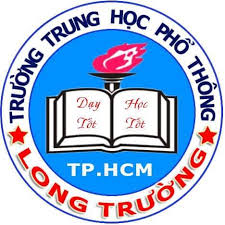 TRƯỜNG TRUNG HỌC PHỔ THÔNG
Dạy Học
Tốt Tốt
TP.HCM
LONG TRƯỜNG